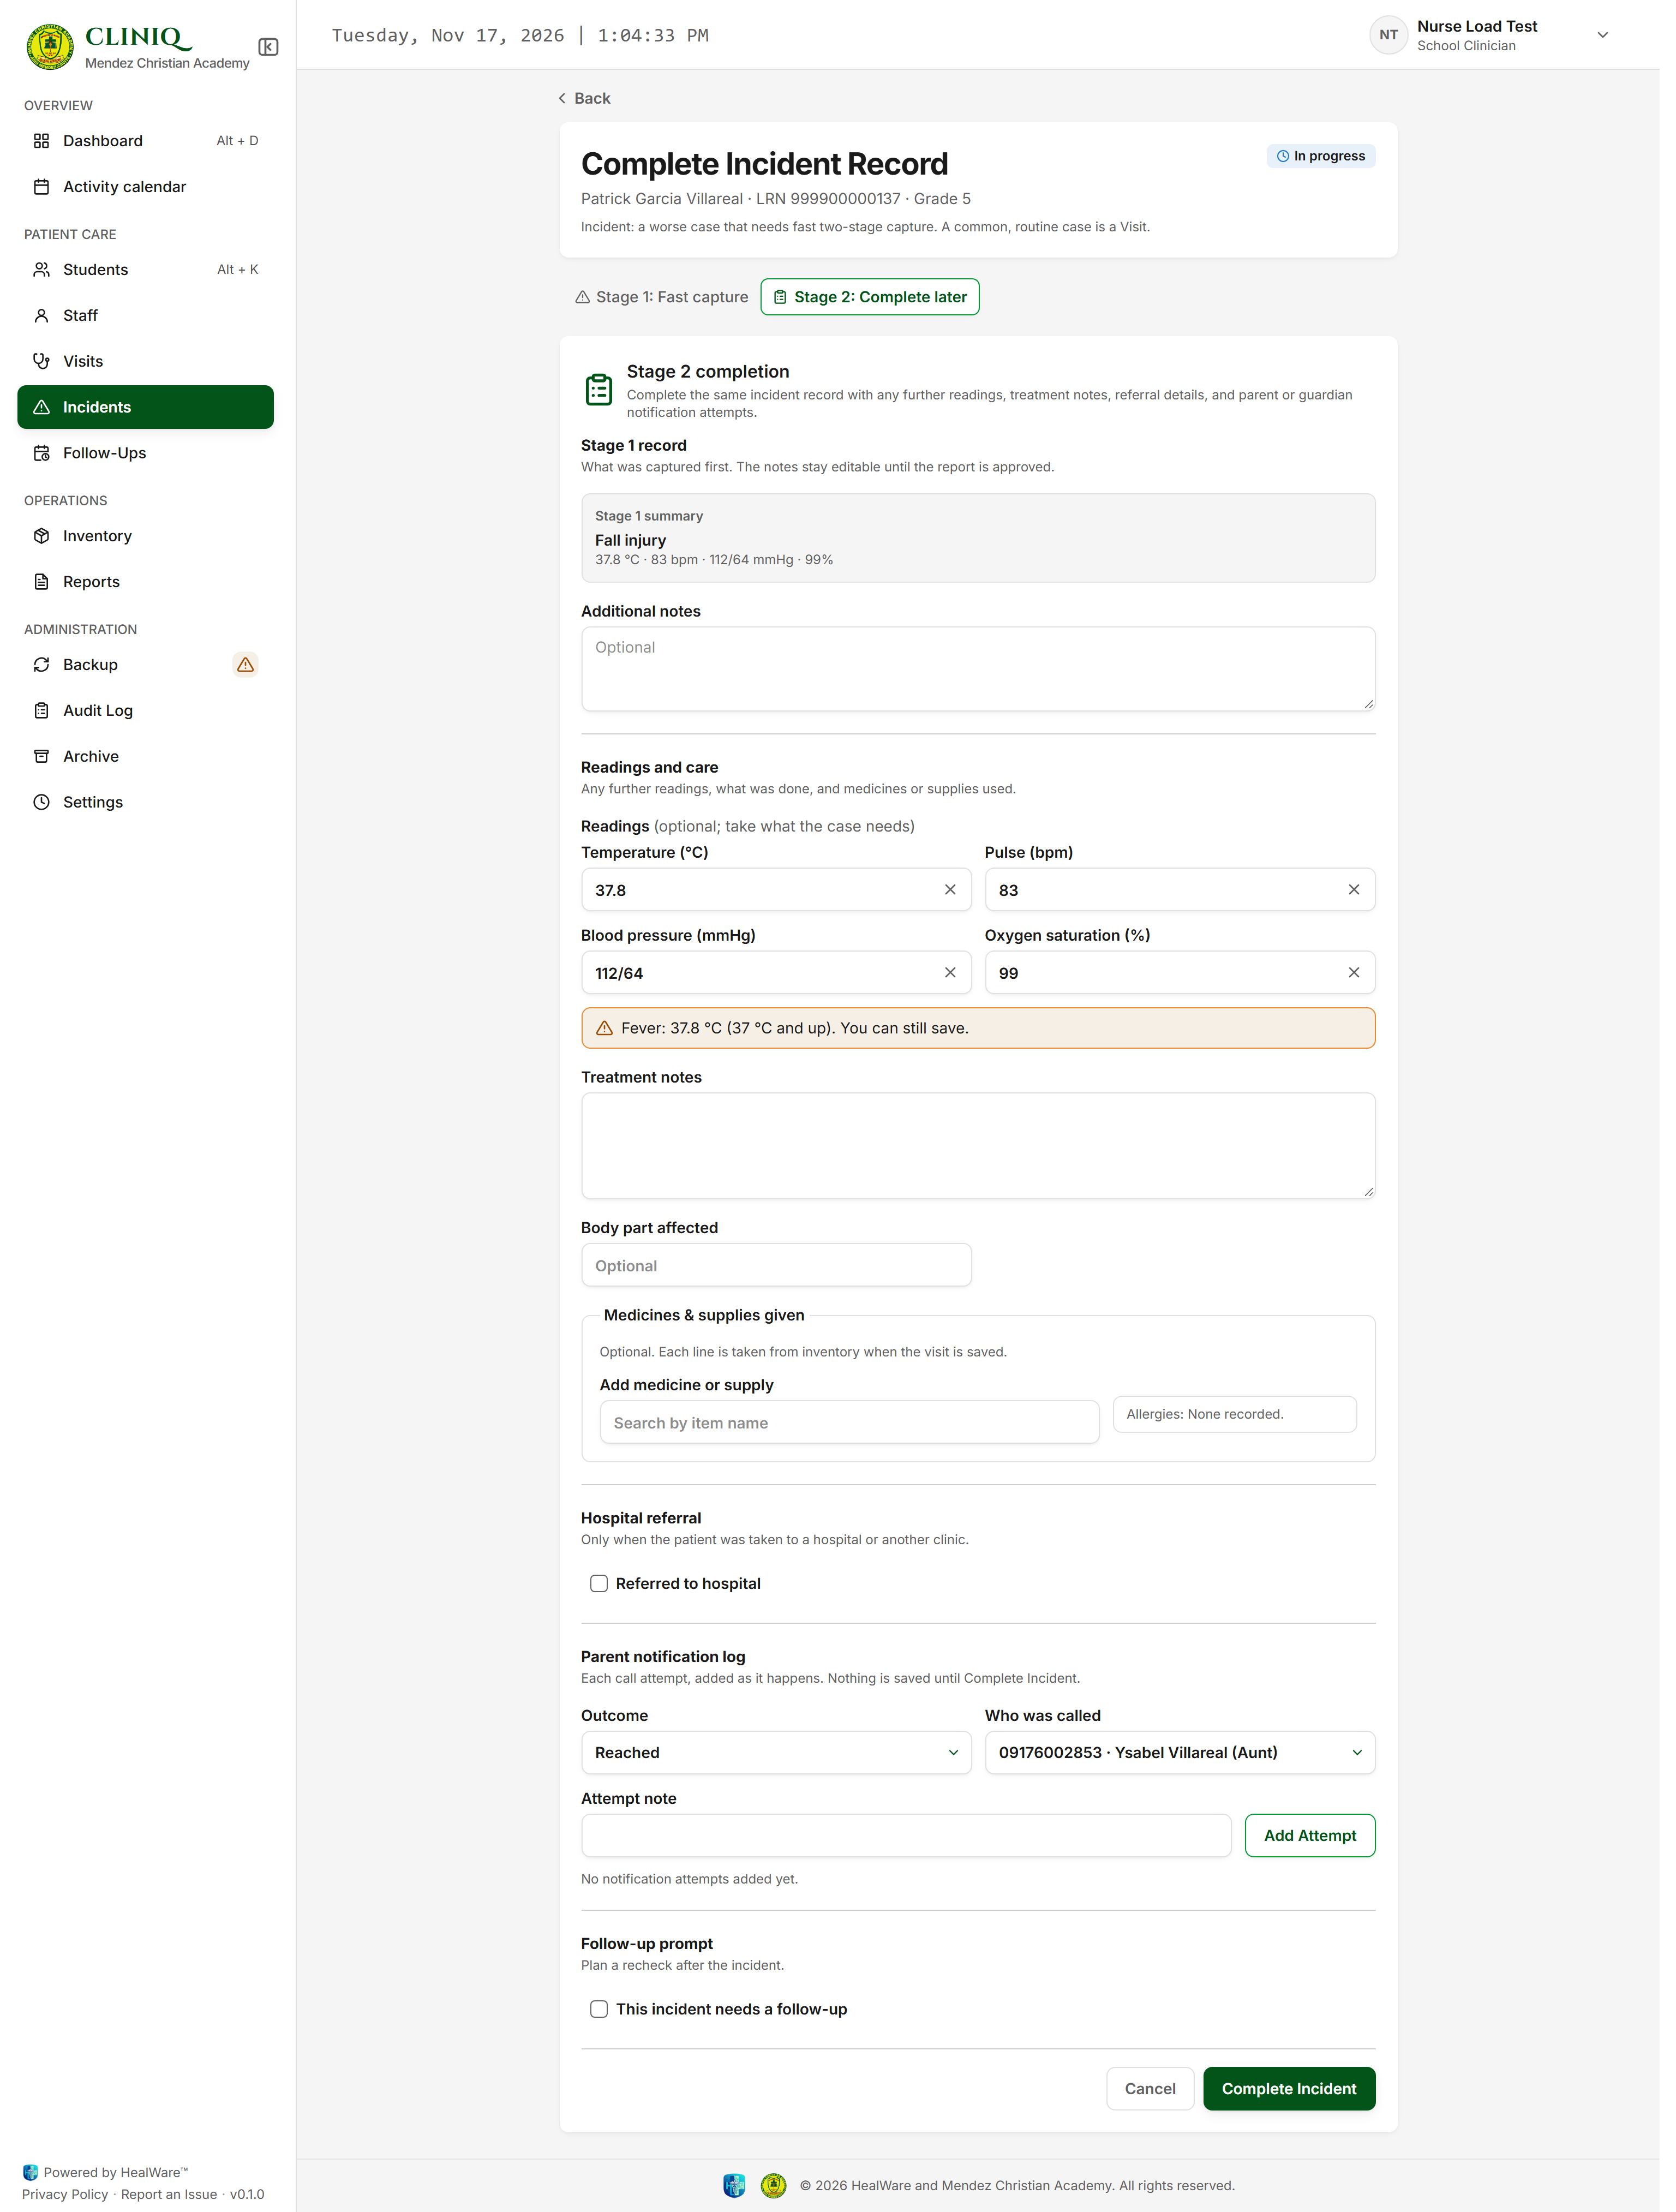 CLINIQ
Mendez Christian Academy
OVERVIEW
Dashboard Alt + D
Activity calendar
PATIENT CARE
Students Alt + K
Staff
Visits
Incidents
Follow-Ups
OPERATIONS
Inventory
Reports
ADMINISTRATION
Backup
Audit Log
Archive
Settings
Powered by HealWare™
Privacy Policy · Report an Issue · v0.1.0
Tuesday, Nov 17, 2026 | 1:04:33 PM
NT
Nurse Load Test
School Clinician
Back
Complete Incident Record
In progress
Patrick Garcia Villareal · LRN 999900000137 · Grade 5
Incident: a worse case that needs fast two-stage capture. A common, routine case is a Visit.
Stage 1: Fast capture
Stage 2: Complete later
Stage 2 completion
Complete the same incident record with any further readings, treatment notes, referral details, and parent or guardian
notification attempts.
Stage 1 record
What was captured first. The notes stay editable until the report is approved.
Stage 1 summary
Fall injury
37.8 °C · 83 bpm · 112/64 mmHg · 99%
Additional notes
Optional
Readings and care
Any further readings, what was done, and medicines or supplies used.
Readings (optional; take what the case needs)
Temperature (°C) Pulse (bpm)
37.8 83
Blood pressure (mmHg) Oxygen saturation (%)
112/64 99
Fever: 37.8 °C (37 °C and up). You can still save.
Treatment notes
Body part affected
Optional
Medicines & supplies given
Optional. Each line is taken from inventory when the visit is saved.
Add medicine or supply
Search by item name
Allergies: None recorded.
Hospital referral
Only when the patient was taken to a hospital or another clinic.
Referred to hospital
Parent notification log
Each call attempt, added as it happens. Nothing is saved until Complete Incident.
Outcome Who was called
Reached 09176002853 · Ysabel Villareal (Aunt)
Attempt note
Add Attempt
No notification attempts added yet.
Follow-up prompt
Plan a recheck after the incident.
This incident needs a follow-up
Cancel Complete Incident
© 2026 HealWare and Mendez Christian Academy. All rights reserved.